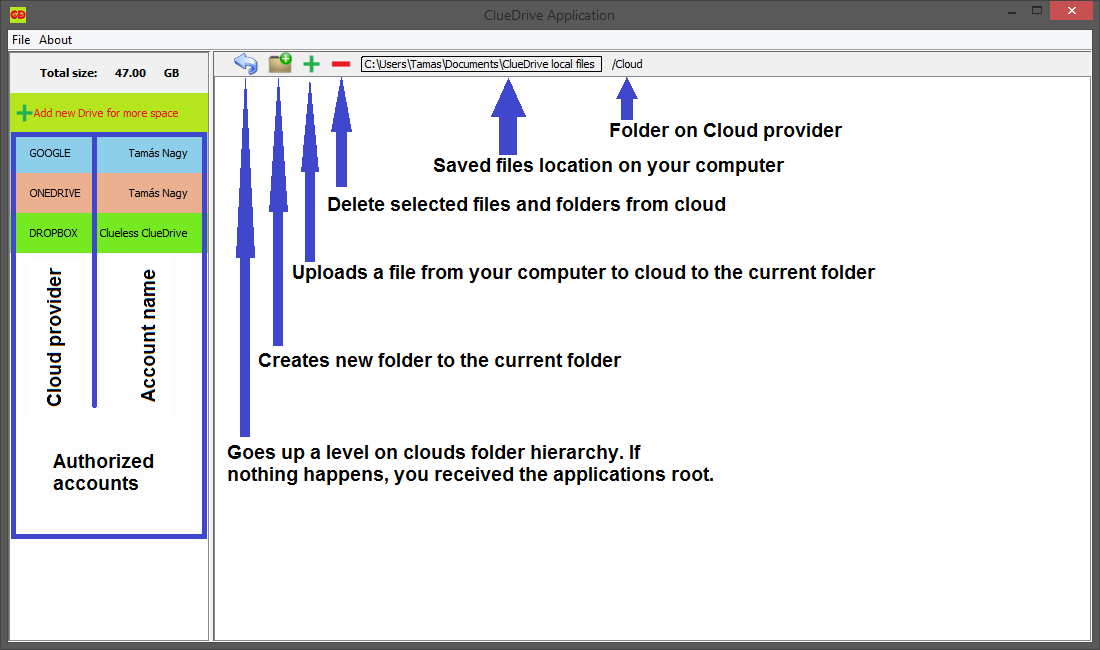 GD
ClueDrive Application
File About
Total size: 47.00 GB
C:\Users\Tamas\Documents\ClueDrive local files
/Cloud
Add new Drive for more space
GOOGLE Tamás Nagy
ONEDRIVE Tamás Nagy
DROPBOX Clueless ClueDrive
Cloud provider
Account name
Authorized
accounts
Folder on Cloud provider
Saved files location on your computer
Delete selected files and folders from cloud
Uploads a file from your computer to cloud to the current folder
Creates new folder to the current folder
Goes up a level on clouds folder hierarchy. If
nothing happens, you received the applications root.